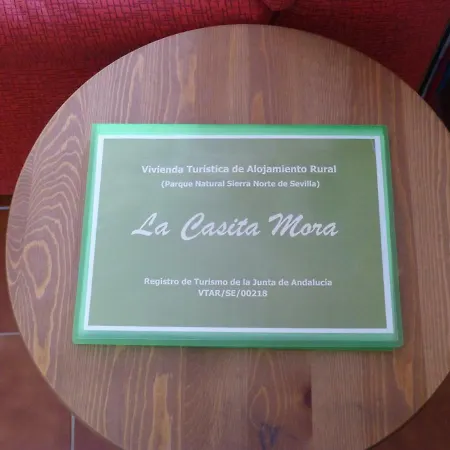 Vivienda Turística de Alojamiento Rural
(Parque Natural Sierra Norte de Sevilla)
La Casita Mora
Registro de Turismo de la Junta de Andalucía
VTAR/SE/00218